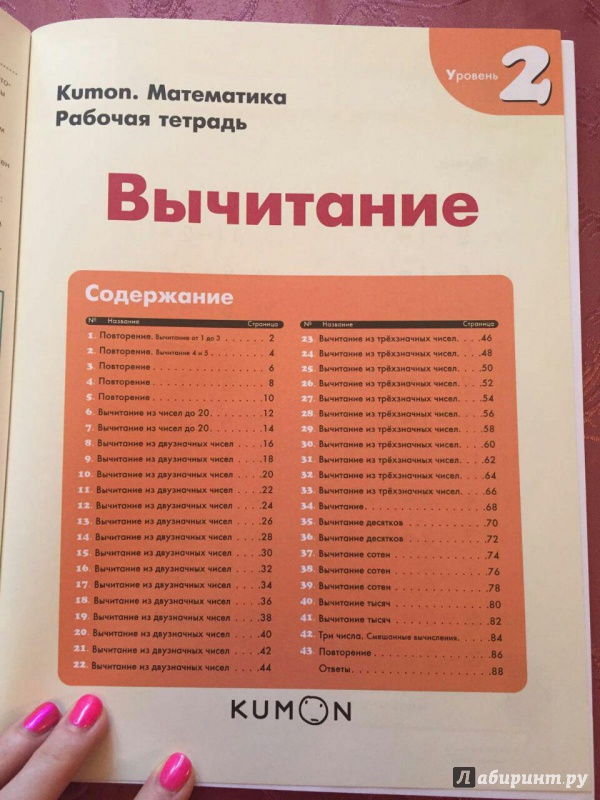 Уровень 2
Kumon. Математика
Рабочая тетрадь
Вычитание
Содержание
№ Название Страница
1. Повторение. Вычитание от 1 до 3 . . . . 2
2. Повторение. Вычитание 4 и 5 . . . . 4
3. Повторение . . . . 6
4. Повторение . . . . 8
5. Повторение . . . . 10
6. Вычитание из чисел до 20 . . . . 12
7. Вычитание из чисел до 20 . . . . 14
8. Вычитание из двузначных чисел . . . . 16
9. Вычитание из двузначных чисел . . . . 18
10. Вычитание из двузначных чисел . . . . 20
11. Вычитание из двузначных чисел . . . . 22
12. Вычитание из двузначных чисел . . . . 24
13. Вычитание из двузначных чисел . . . . 26
14. Вычитание из двузначных чисел . . . . 28
15. Вычитание из двузначных чисел . . . . 30
16. Вычитание из двузначных чисел . . . . 32
17. Вычитание из двузначных чисел . . . . 34
18. Вычитание из двузначных чисел . . . . 36
19. Вычитание из двузначных чисел . . . . 38
20. Вычитание из двузначных чисел . . . . 40
21. Вычитание из двузначных чисел . . . . 42
22. Вычитание из двузначных чисел . . . . 44
№ Название Страница
23. Вычитание из трёхзначных чисел. . . . 46
24. Вычитание из трёхзначных чисел. . . . 48
25. Вычитание из трёхзначных чисел. . . . 50
26. Вычитание из трёхзначных чисел. . . . 52
27. Вычитание из трёхзначных чисел. . . . 54
28. Вычитание из трёхзначных чисел. . . . 56
29. Вычитание из трёхзначных чисел. . . . 58
30. Вычитание из трёхзначных чисел. . . . 60
31. Вычитание из трёхзначных чисел. . . . 62
32. Вычитание из трёхзначных чисел. . . . 64
33. Вычитание из трёхзначных чисел. . . . 66
34. Вычитание. . . . 68
35. Вычитание десятков . . . . 70
36. Вычитание десятков . . . . 72
37. Вычитание сотен . . . . 74
38. Вычитание сотен . . . . 76
39. Вычитание сотен . . . . 78
40. Вычитание тысяч . . . . 80
41. Вычитание тысяч . . . . 82
42. Три числа. Смешанные вычисления. . . . 84
43. Повторение . . . . 86
Ответы. . . . 88
KUMON
Лабиринт.ру